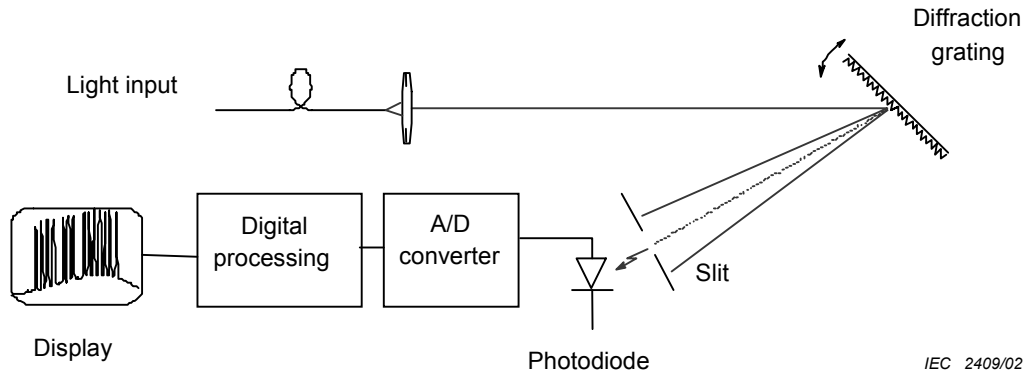 Diffraction
grating
Light input
Digital
processing
A/D
converter
Slit
Display
Photodiode
IEC 2409/02